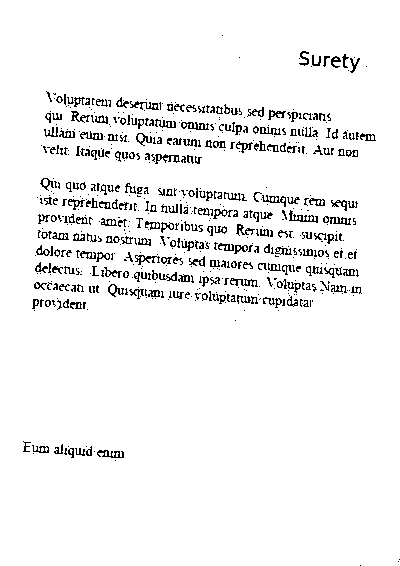 Surety
Voluptatem deserunt necessitatibus sed perspiciatis
qui. Rerum voluptatum omnis culpa omnis nulla. Id autem
ullam eum nisi. Quia earum non reprehenderit. Aut non
velit. Itaque quos aspernatur.
Qui quo atque fuga sint voluptatum. Cumque rem sequi
iste reprehenderit. In nulla tempora atque. Minim omnis
provident amet. Temporibus quo. Rerum est suscipit
totam natus nostrum. Voluptas tempora dignissimos et et
dolore tempor. Asperiores sed maiores cumque quisquam
delectus. Libero quibusdam ipsa rerum. Voluptas Nam in
occaecati ut. Quisquam iure voluptatum cupidatat
provident.
Eum aliquid enim